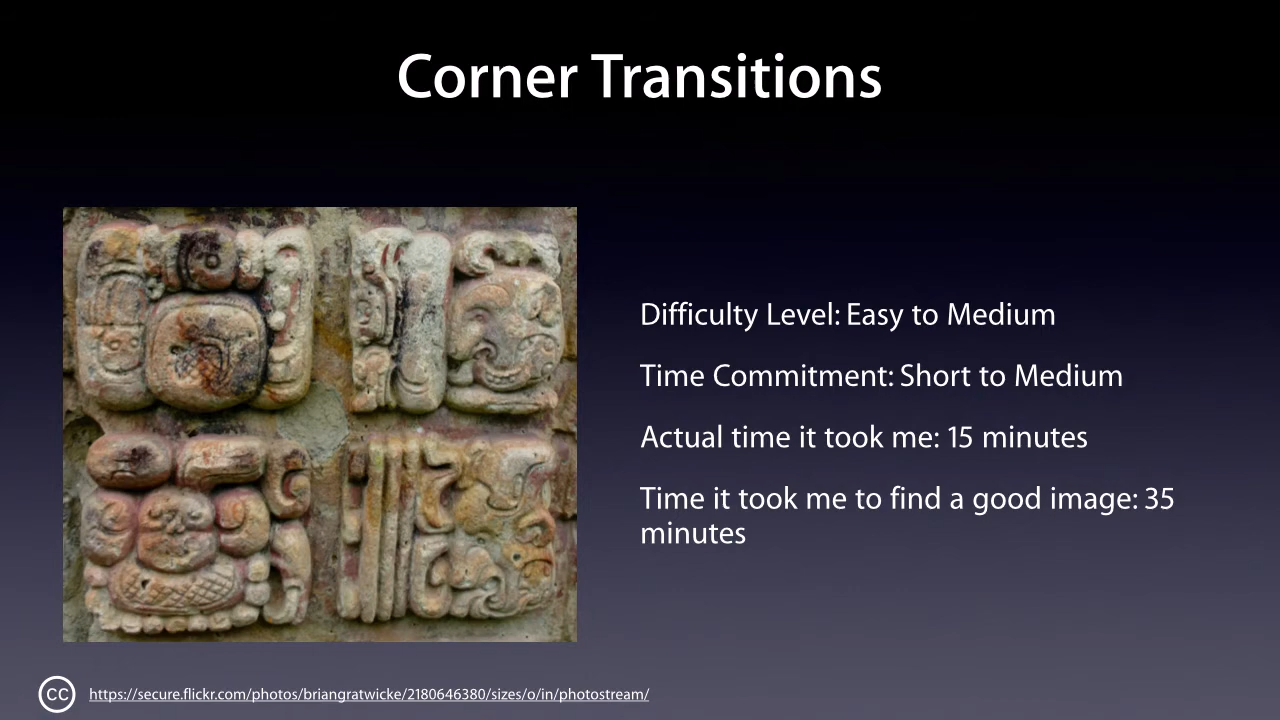 Corner Transitions
Difficulty Level: Easy to Medium
Time Commitment: Short to Medium
Actual time it took me: 15 minutes
Time it took me to find a good image: 35
minutes
CC
https://secure.flickr.com/photos/briangratwicke/2180646380/sizes/o/in/photostream/